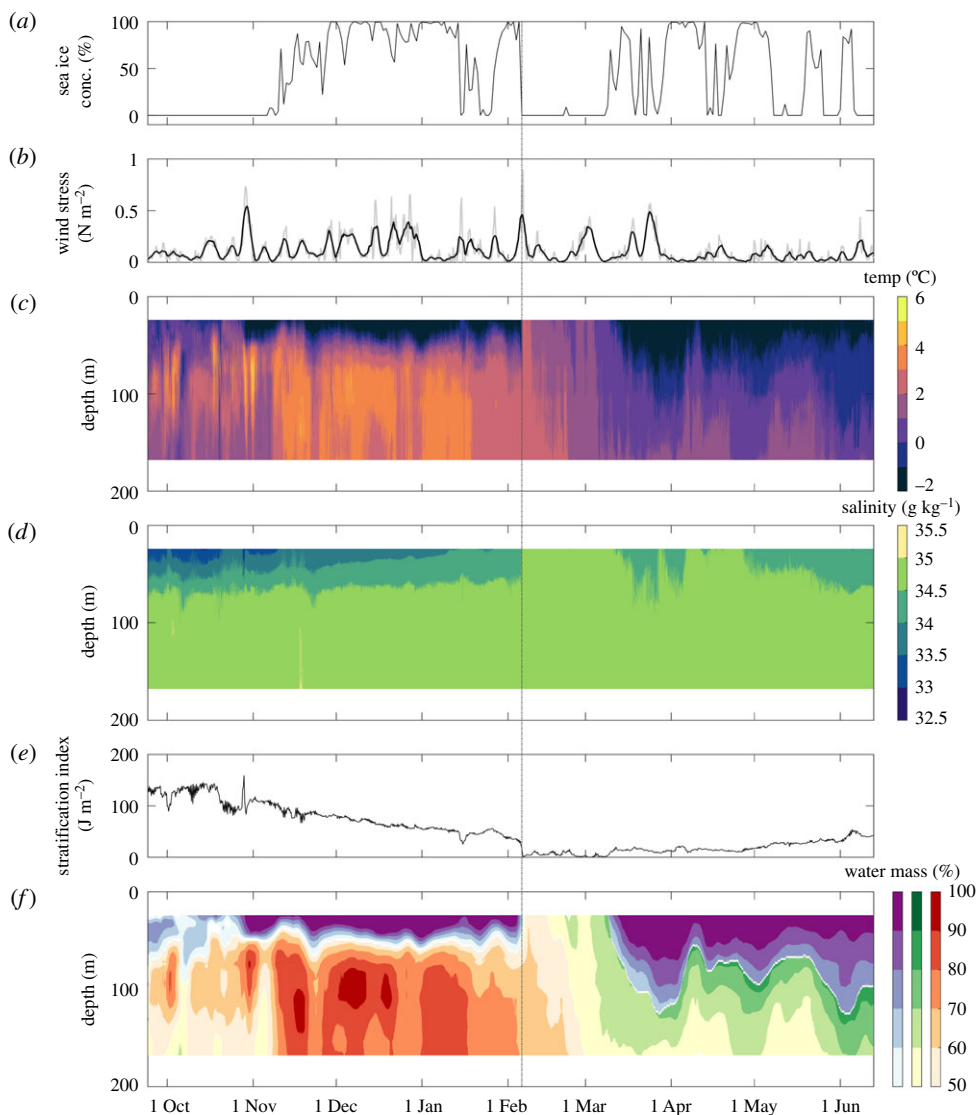 (a)
100
50
0
sea ice
conc. (%)
(b)
1
0.5
0
wind stress
(N m−2)
temp (ºC)
(c)
0
100
200
depth (m)
6
4
2
0
–2
salinity (g kg−1)
(d)
0
100
200
depth (m)
35.5
35
34.5
34
33.5
33
32.5
(e)
200
100
0
stratification index
(J m−2)
water mass (%)
(f)
0
100
200
depth (m)
100
90
80
70
60
50
1 Oct 1 Nov 1 Dec 1 Jan 1 Feb 1 Mar 1 Apr 1 May 1 Jun